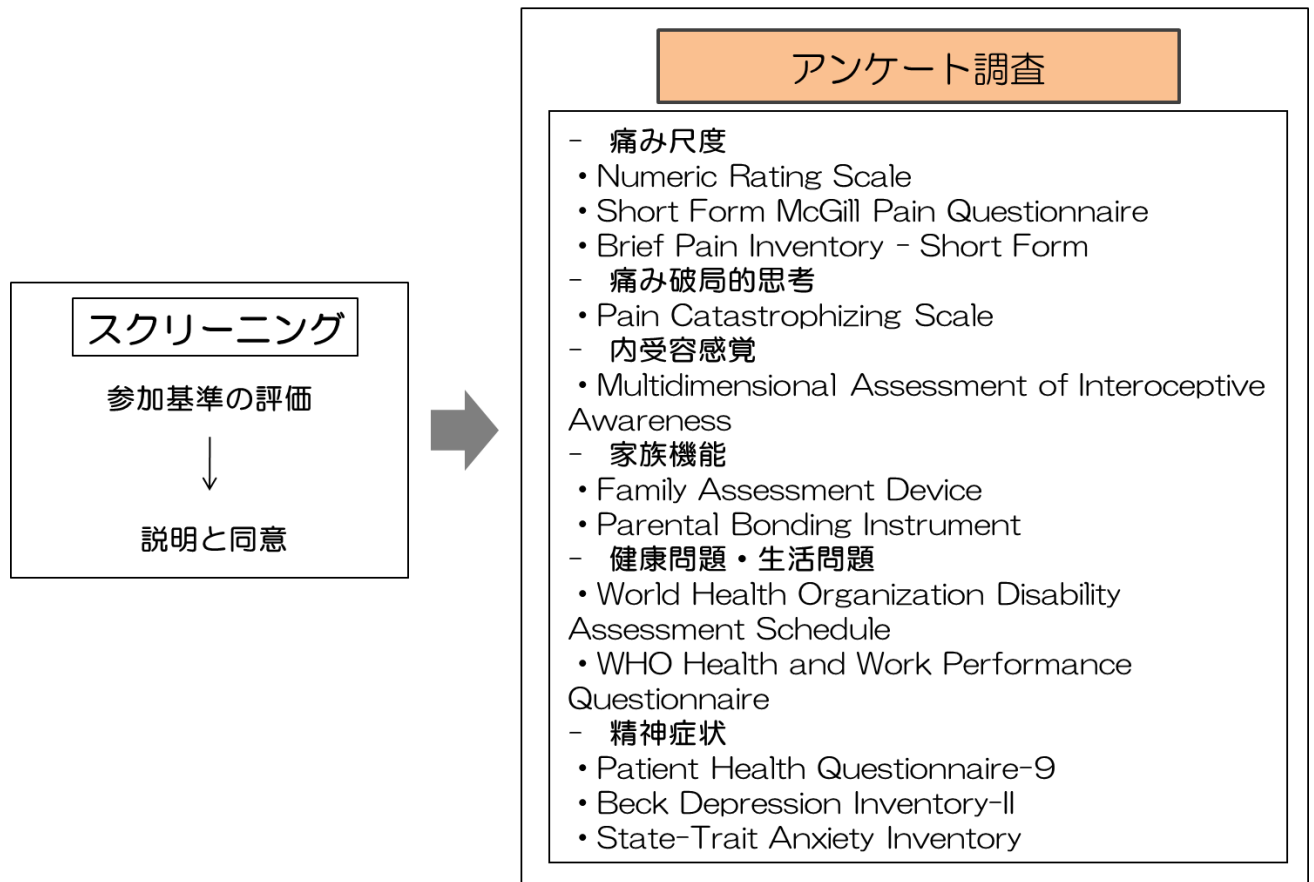 スクリーニング
参加基準の評価
説明と同意
アンケート調査
- 痛み尺度
・Numeric Rating Scale
・Short Form McGill Pain Questionnaire
・Brief Pain Inventory - Short Form
- 痛み破局的思考
・Pain Catastrophizing Scale
- 内受容感覚
・Multidimensional Assessment of Interoceptive
Awareness
- 家族機能
・Family Assessment Device
・Parental Bonding Instrument
- 健康問題・生活問題
・World Health Organization Disability
Assessment Schedule
・WHO Health and Work Performance
Questionnaire
- 精神症状
・Patient Health Questionnaire-9
・Beck Depression Inventory-II
・State-Trait Anxiety Inventory